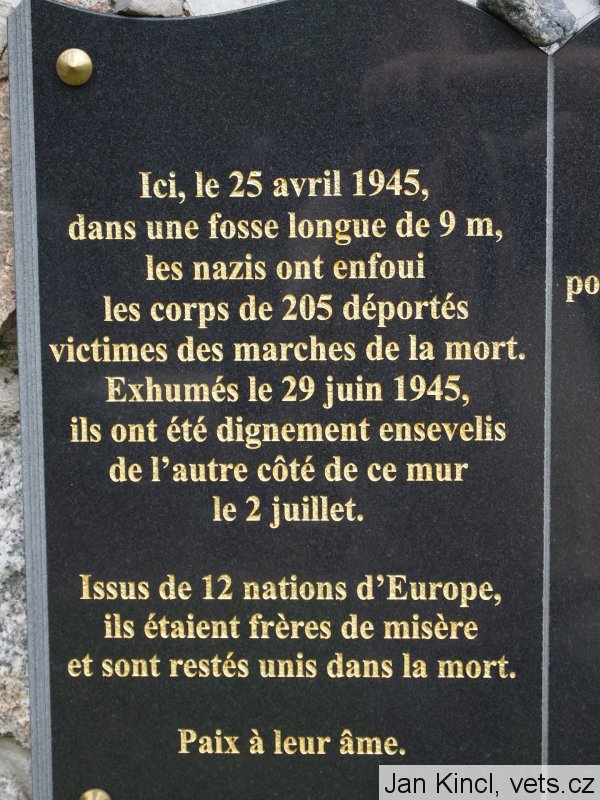 Ici, le 25 avril 1945,
dans une fosse longue de 9 m,
les nazis ont enfoui
les corps de 205 déportés
victimes des marches de la mort.
Exhumés le 29 juin 1945,
ils ont été dignement ensevelis
de l'autre côté de ce mur
le 2 juillet.
Issus de 12 nations d'Europe,
ils étaient frères de misère
et sont restés unis dans la mort.
Paix à leur âme.
Jan Kincl, vets.cz